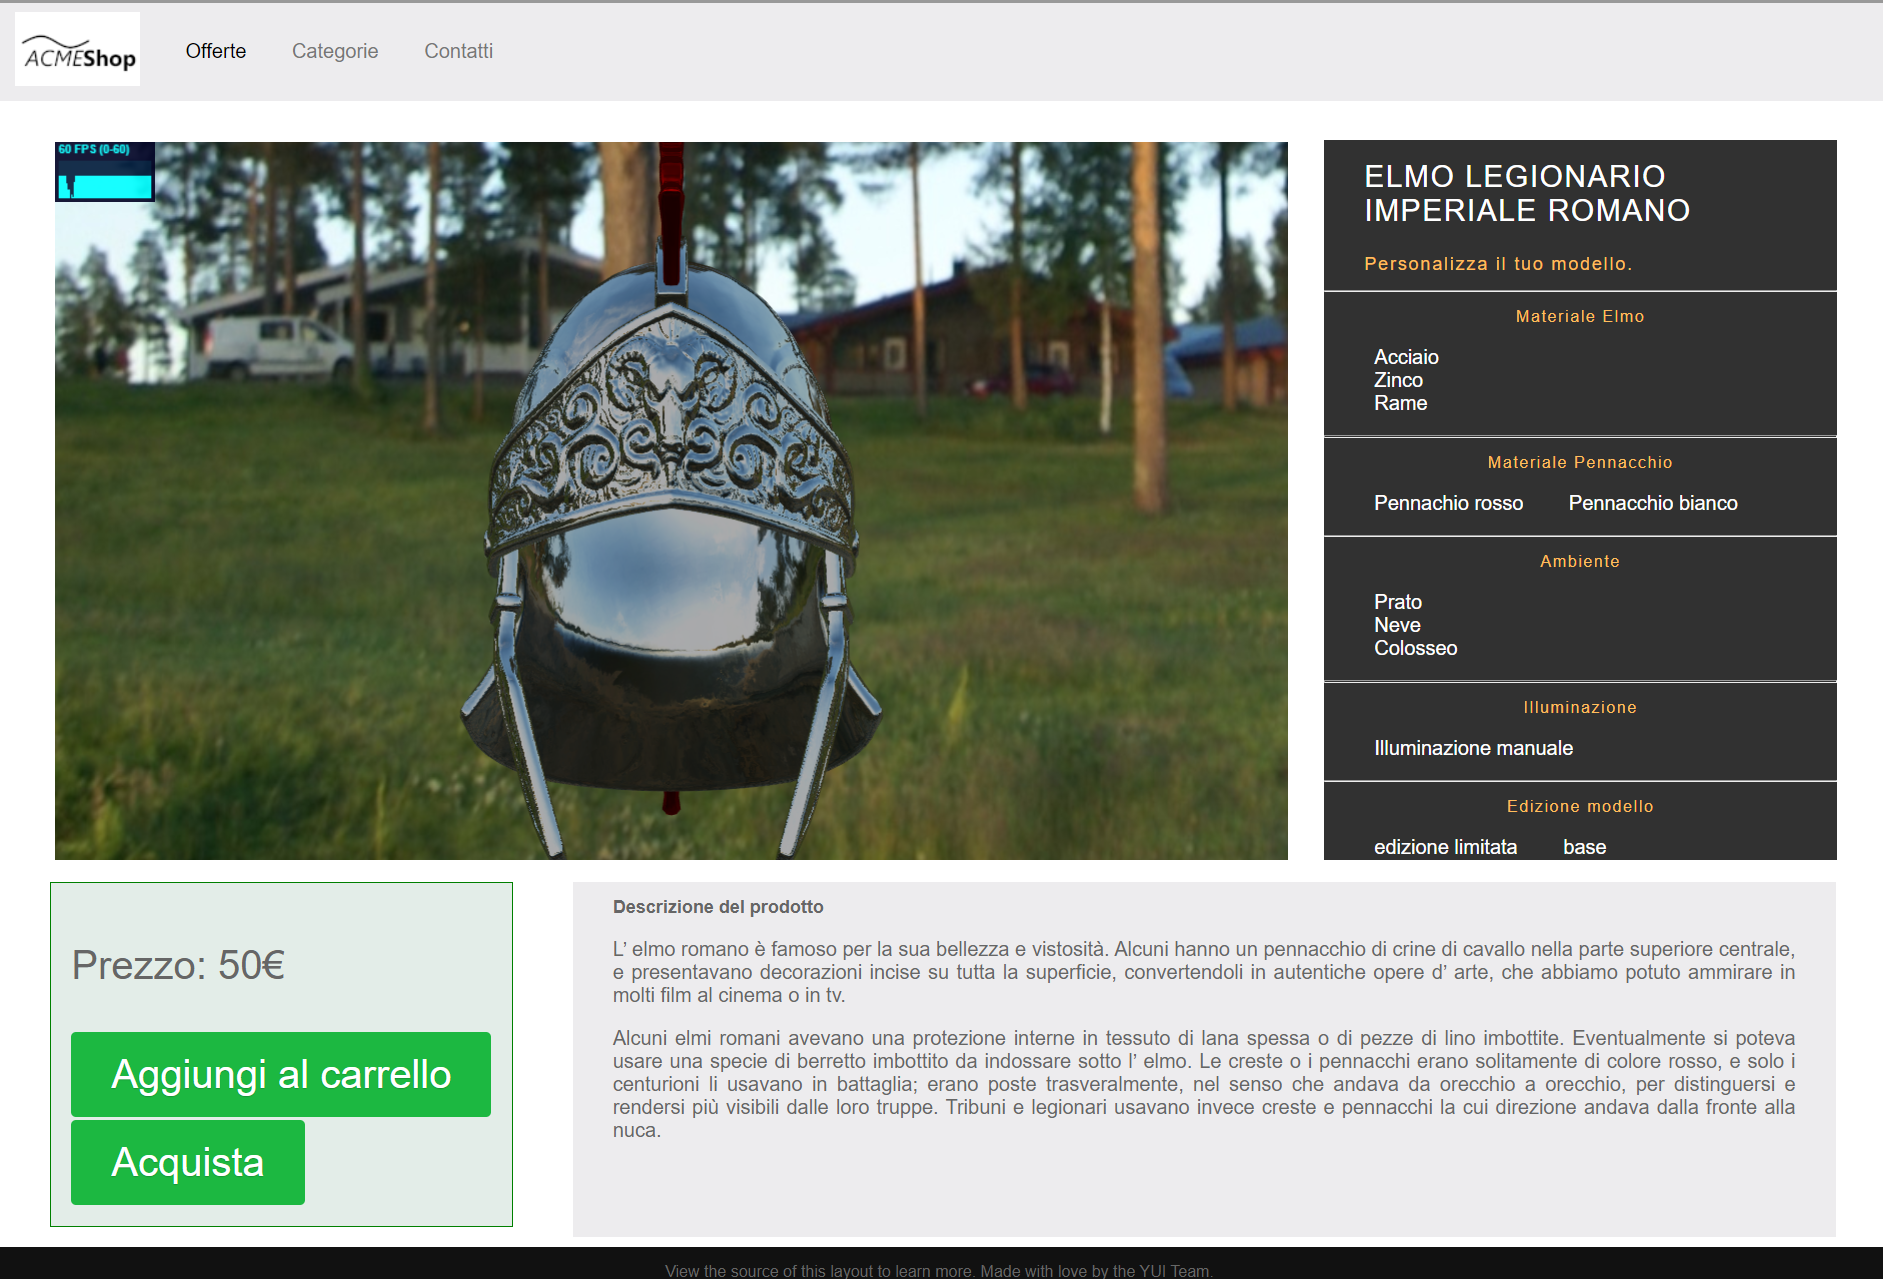 ACMEShop
Offerte
Categorie
Contatti
60 FPS (0-60)
ELMO LEGIONARIO
IMPERIALE ROMANO
Personalizza il tuo modello.
Materiale Elmo
Acciaio
Zinco
Rame
Materiale Pennacchio
Pennachio rosso
Pennacchio bianco
Ambiente
Prato
Neve
Colosseo
Illuminazione
Illuminazione manuale
Edizione modello
edizione limitata
base
Prezzo: 50€
Aggiungi al carrello
Acquista
Descrizione del prodotto
L’ elmo romano è famoso per la sua bellezza e vistosità. Alcuni hanno un pennacchio di crine di cavallo nella parte superiore centrale,
e presentavano decorazioni incise su tutta la superficie, convertendoli in autentiche opere d’ arte, che abbiamo potuto ammirare in
molti film al cinema o in tv.
Alcuni elmi romani avevano una protezione interne in tessuto di lana spessa o di pezze di lino imbottite. Eventualmente si poteva
usare una specie di berretto imbottito da indossare sotto l’ elmo. Le creste o i pennacchi erano solitamente di colore rosso, e solo i
centurioni li usavano in battaglia; erano poste trasveralmente, nel senso che andava da orecchio a orecchio, per distinguersi e
rendersi più visibili dalle loro truppe. Tribuni e legionari usavano invece creste e pennacchi la cui direzione andava dalla fronte alla
nuca.
View the source of this layout to learn more. Made with love by the YUI Team.